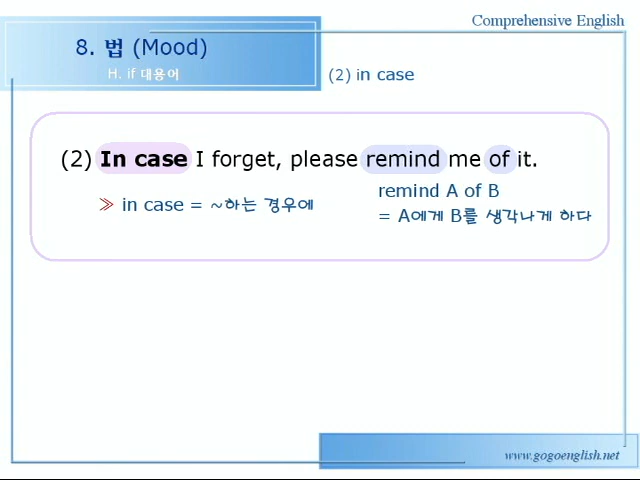 Comprehensive English
8. 법 (Mood)
H. if 대용어
(2) in case
(2) In case I forget, please remind me of it.
≫ in case = ~하는 경우에
remind A of B
= A에게 B를 생각나게 하다
www.gogoenglish.net